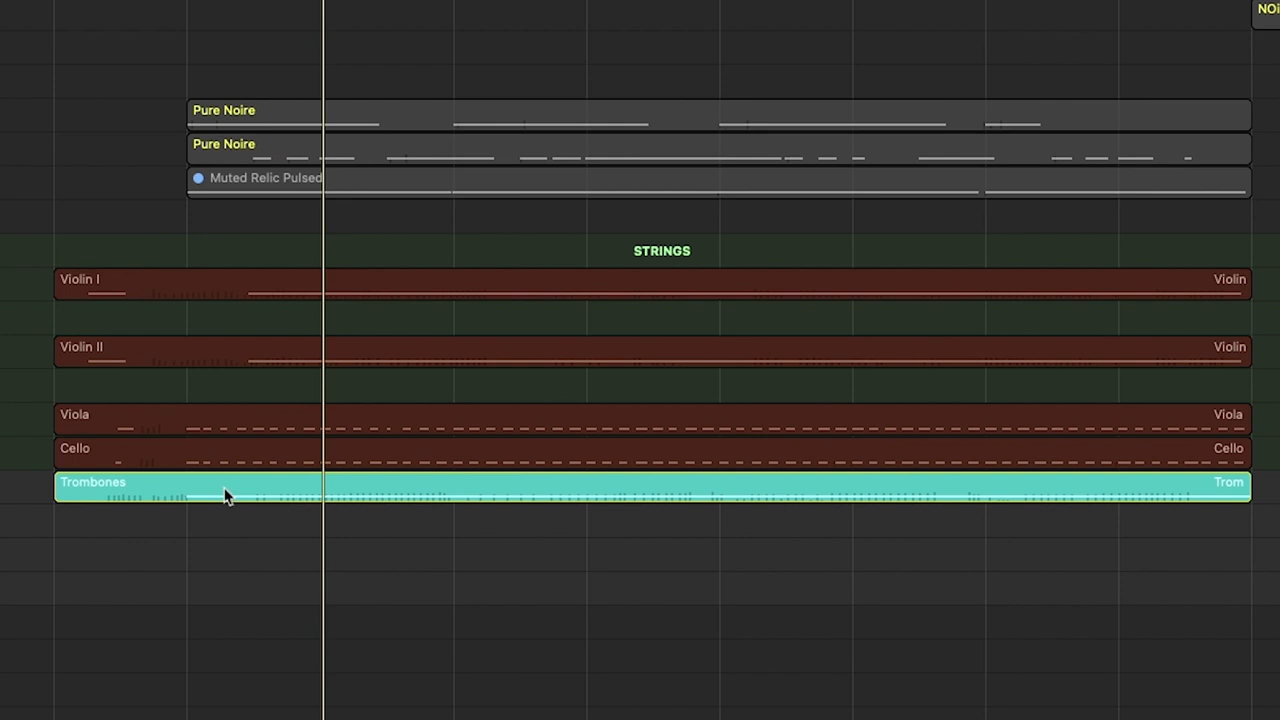 NOi
Pure Noire
Pure Noire
Muted Relic Pulsed
STRINGS
Violin I Violin
Violin II Violin
Viola Viola
Cello Cello
Trombones Trom